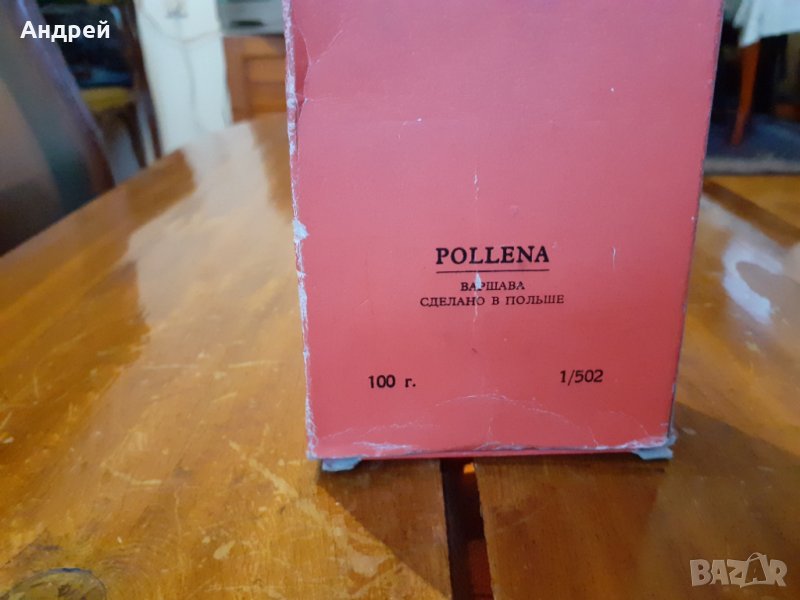 Андрей
POLLENA
ВАРШАВА
СДЕЛАНО В ПОЛЬШЕ
100 г. 1/502
BAZAR